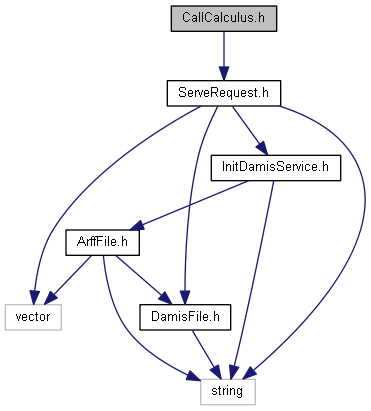 CallCalculus.h
ServeRequest.h
InitDamisService.h
ArffFile.h
vector
DamisFile.h
string